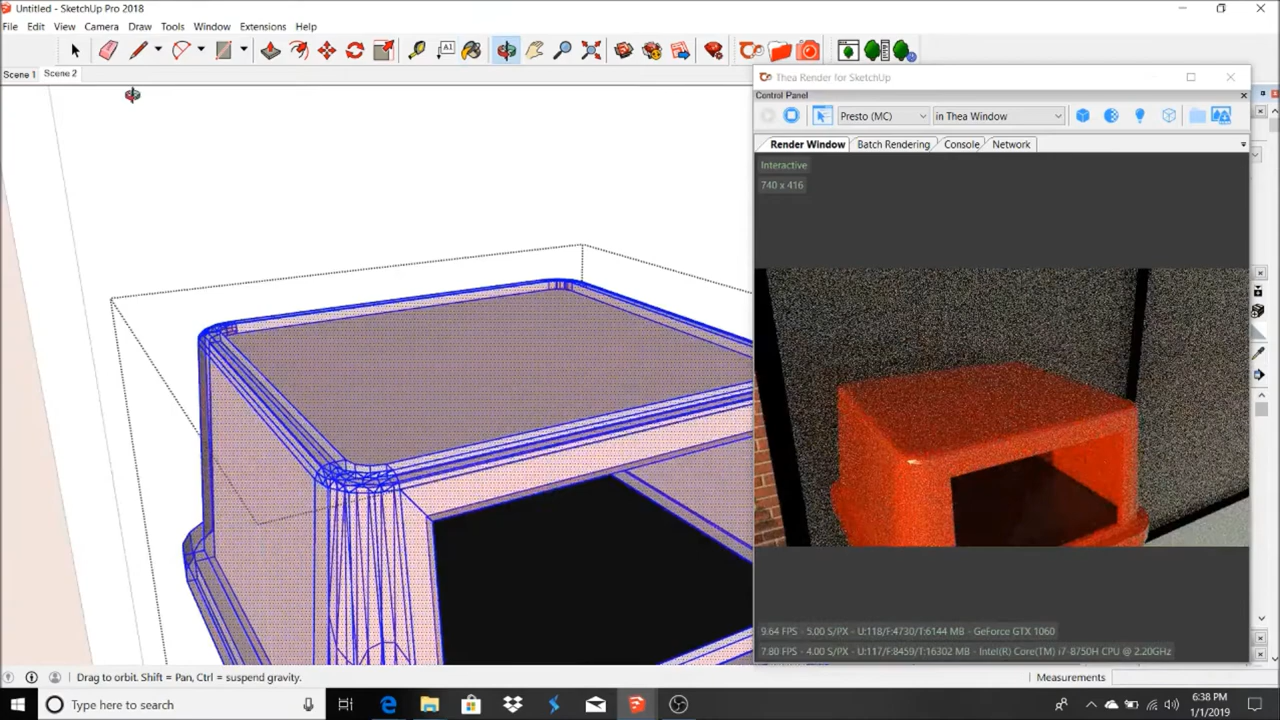 Untitled - SketchUp Pro 2018
File Edit View Camera Draw Tools Window Extensions Help
A1
Scene 1 Scene 2
Thea Render for SketchUp
Control Panel
Presto (MC) in Thea Window
Render Window Batch Rendering Console Network
Interactive
740 x 416
9.64 FPS - 5.00 S/PX - U:118/F:4730/T:6144 MB - GeForce GTX 1060
7.80 FPS - 4.00 S/PX - U:117/F:8459/T:16302 MB - Intel(R) Core(TM) i7-8750H CPU @ 2.20GHz
Drag to orbit. Shift = Pan, Ctrl = suspend gravity.
Measurements
Type here to search
6:38 PM
1/1/2019